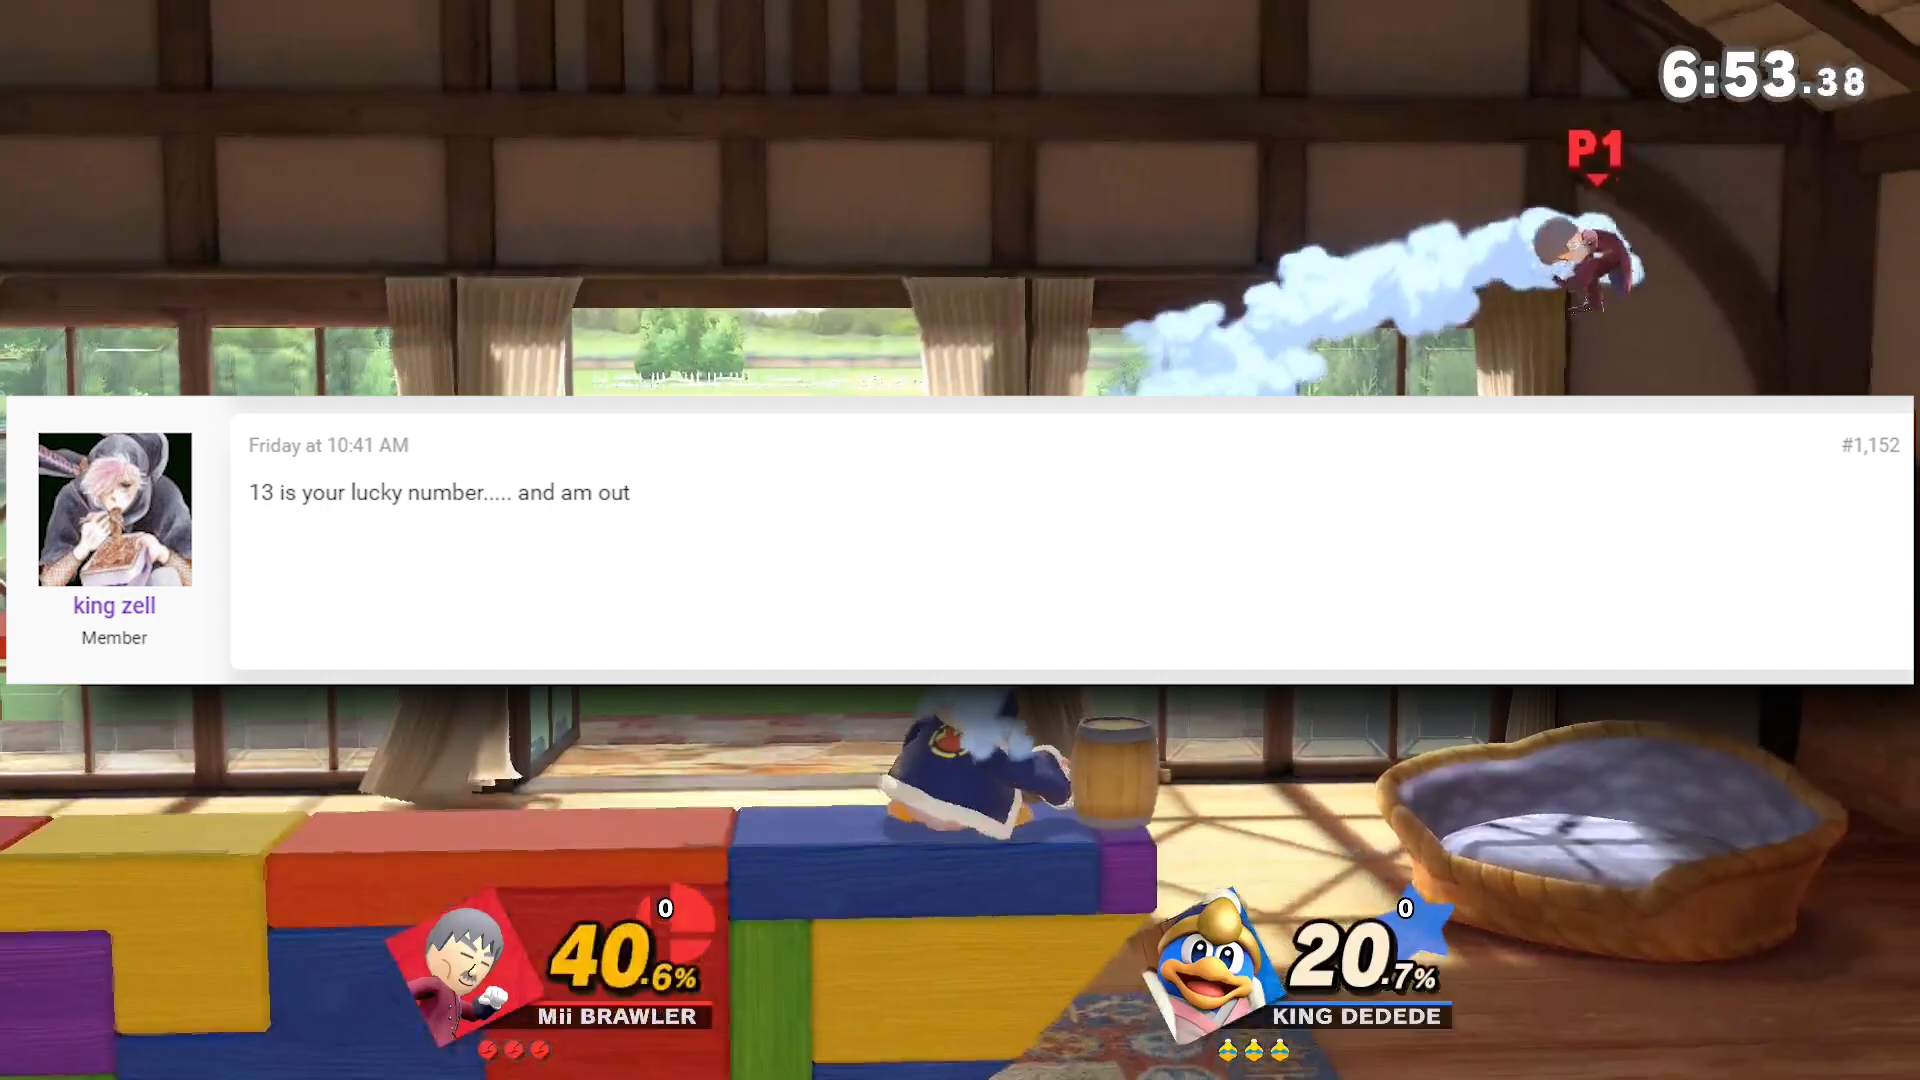 6:53.38
P1
Friday at 10:41 AM
#1,152
13 is your lucky number..... and am out
king zell
Member
0
40.6%
Mii BRAWLER
0
20.7%
KING DEDEDE